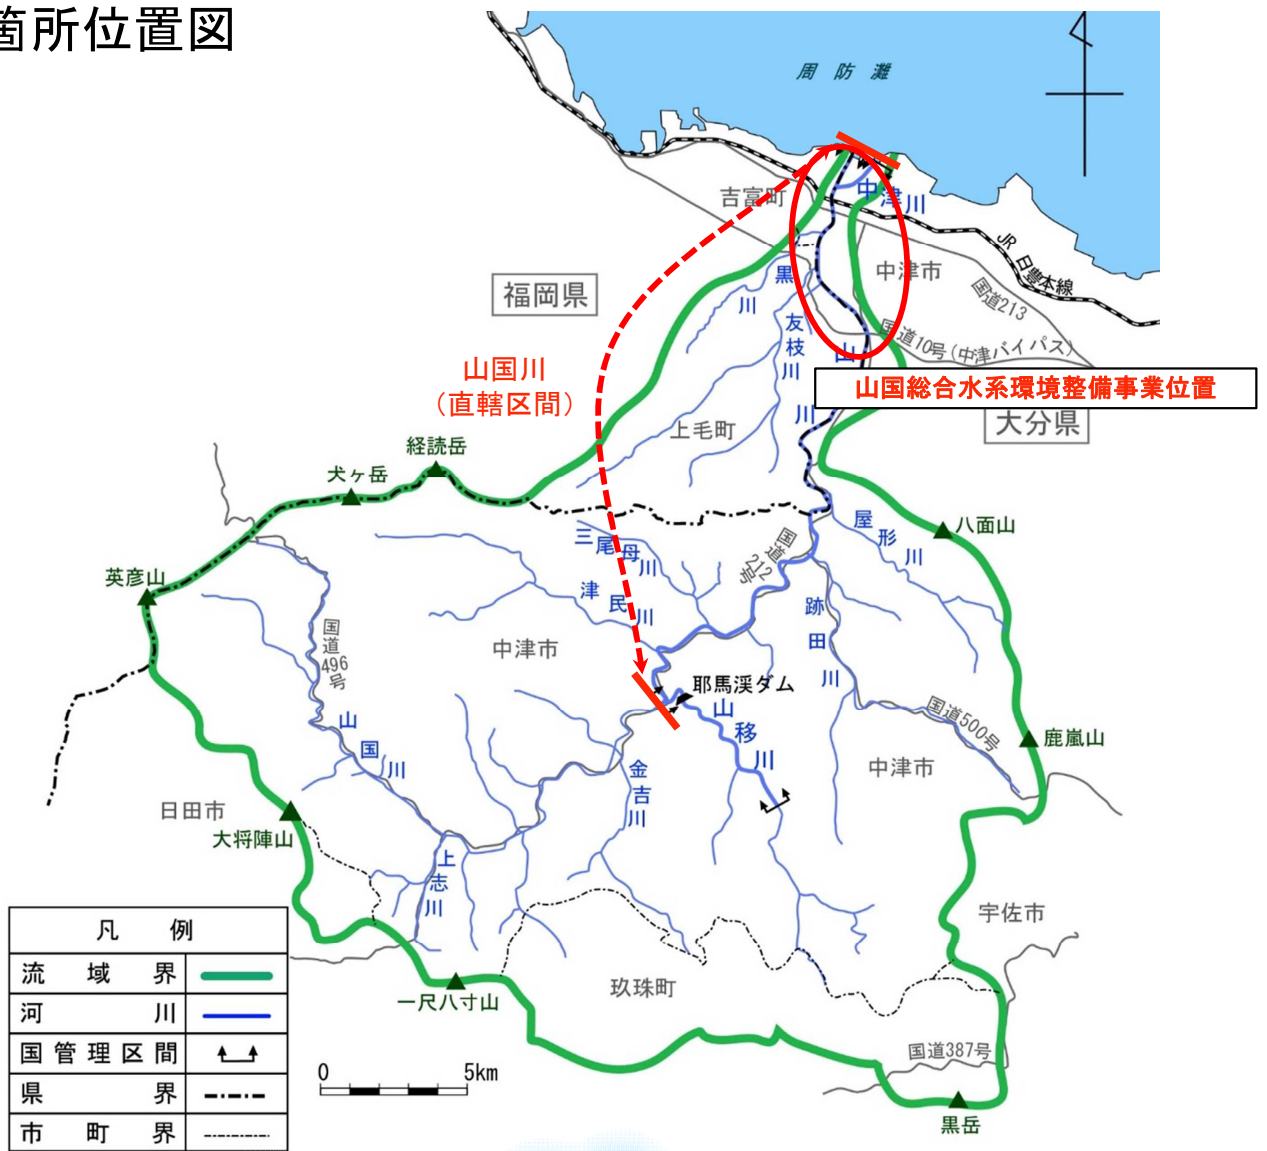 箇所位置図
周防灘
吉富町
中津川
中津市
JR日豊本線
国道213
国道10号(中津バイパス)
福岡県
黒川
友枝川
山
川
山国川
(直轄区間)
山国総合水系環境整備事業位置
大分県
上毛町
経読岳
犬ヶ岳
英彦山
三尾母川
津民川
国道212号
屋形川
八面山
跡田川
国道496号
中津市
耶馬渓ダム
山移川
国道500号
鹿嵐山
中津市
山国川
金吉川
日田市
大将陣山
上志川
宇佐市
玖珠町
一尺八寸山
国道387号
黒岳
0 5km
凡例
流域界
河川
国管理区間
県界
市町界